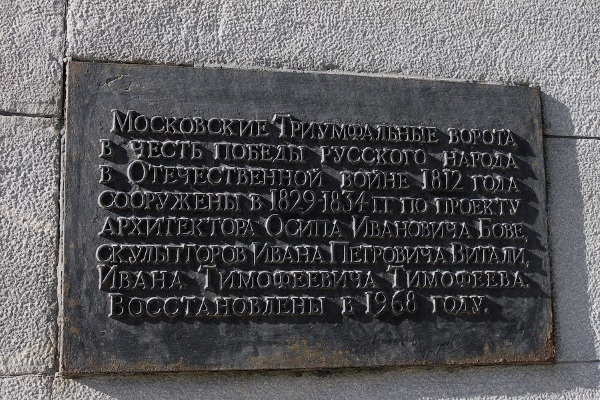 Московские Триумфальные ворота
в честь победы русского народа
в Отечественной войне 1812 года
сооружены в 1829-1834 гг по проекту
архитектора Осипа Ивановича Бове,
скульпторов Ивана Петровича Витали,
Ивана Тимофеевича Тимофеева.
Восстановлены в 1968 году.